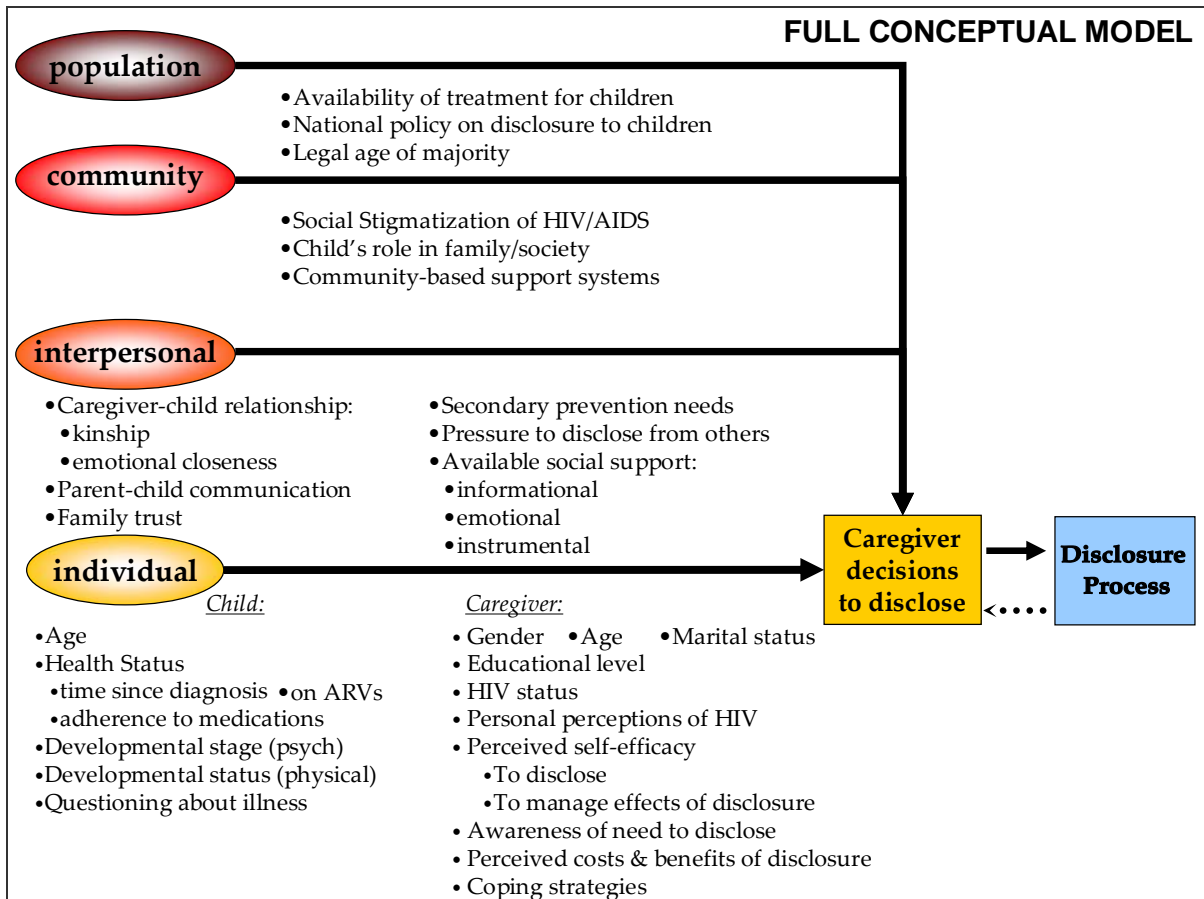 FULL CONCEPTUAL MODEL
population
•Availability of treatment for children
•National policy on disclosure to children
•Legal age of majority
community
•Social Stigmatization of HIV/AIDS
•Child's role in family/society
•Community-based support systems
interpersonal
•Caregiver-child relationship:
•kinship
•emotional closeness
•Parent-child communication
•Family trust
•Secondary prevention needs
•Pressure to disclose from others
•Available social support:
•informational
•emotional
•instrumental
individual
Child:
•Age
•Health Status
•time since diagnosis •on ARVs
•adherence to medications
•Developmental stage (psych)
•Developmental status (physical)
•Questioning about illness
Caregiver:
• Gender •Age •Marital status
• Educational level
• HIV status
• Personal perceptions of HIV
• Perceived self-efficacy
•To disclose
•To manage effects of disclosure
• Awareness of need to disclose
• Perceived costs & benefits of disclosure
• Coping strategies
Caregiver
decisions
to disclose
Disclosure
Process